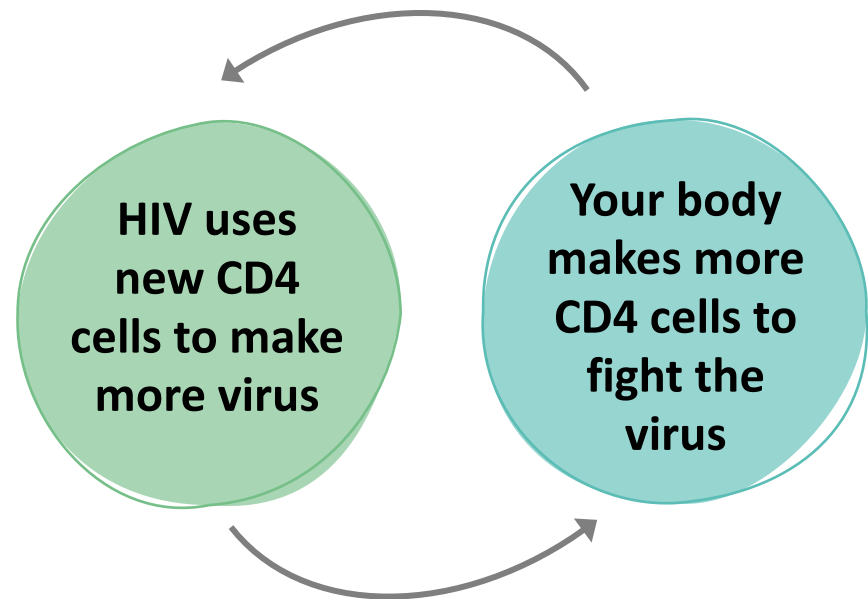 HIV uses
new CD4
cells to make
more virus
Your body
makes more
CD4 cells to
fight the
virus